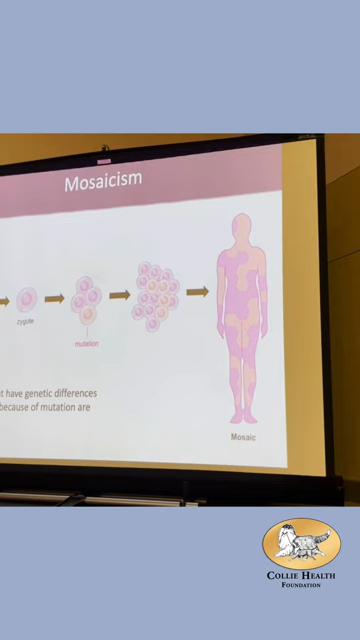 Mosaicism
zygote
mutation
t have genetic differences
because of mutation are
Mosaic
COLLIE HEALTH
FOUNDATION